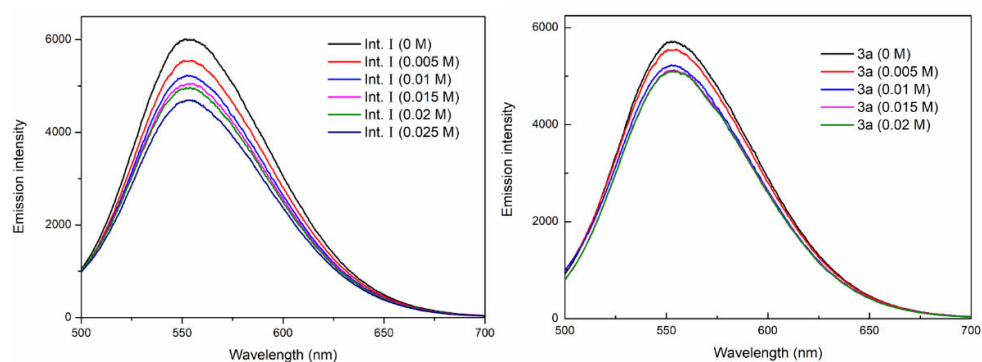 6000
4000
2000
0
Emission intensity
500
550
600
650
700
Wavelength (nm)
Int. I (0 M)
Int. I (0.005 M)
Int. I (0.01 M)
Int. I (0.015 M)
Int. I (0.02 M)
Int. I (0.025 M)
6000
4000
2000
0
Emission intensity
500
550
600
650
700
Wavelength (nm)
3a (0 M)
3a (0.005 M)
3a (0.01 M)
3a (0.015 M)
3a (0.02 M)